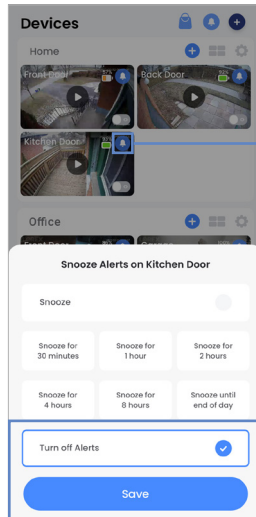 Devices
Home
Front Door
Back Door
Kitchen Door
Office
Snooze Alerts on Kitchen Door
Snooze
Snooze for
30 minutes
Snooze for
1 hour
Snooze for
2 hours
Snooze for
4 hours
Snooze for
8 hours
Snooze until
end of day
Turn off Alerts
Save